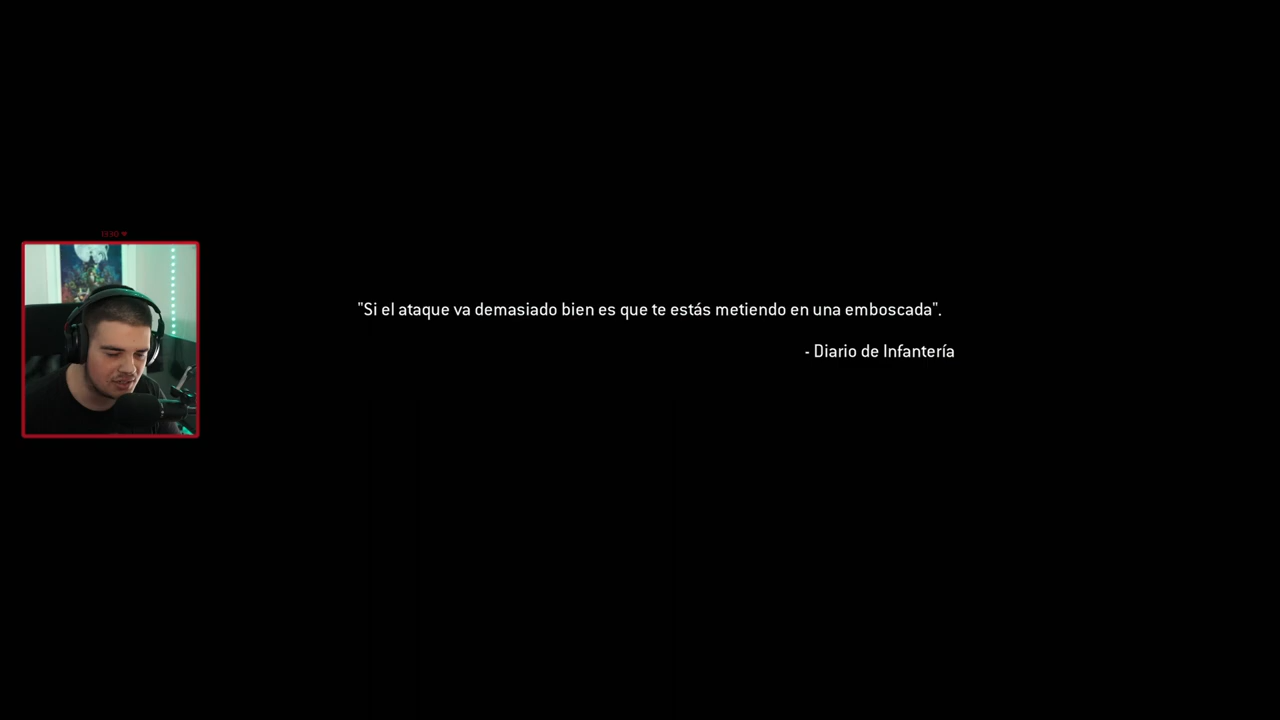 "Si el ataque va demasiado bien es que te estás metiendo en una emboscada".
- Diario de Infantería